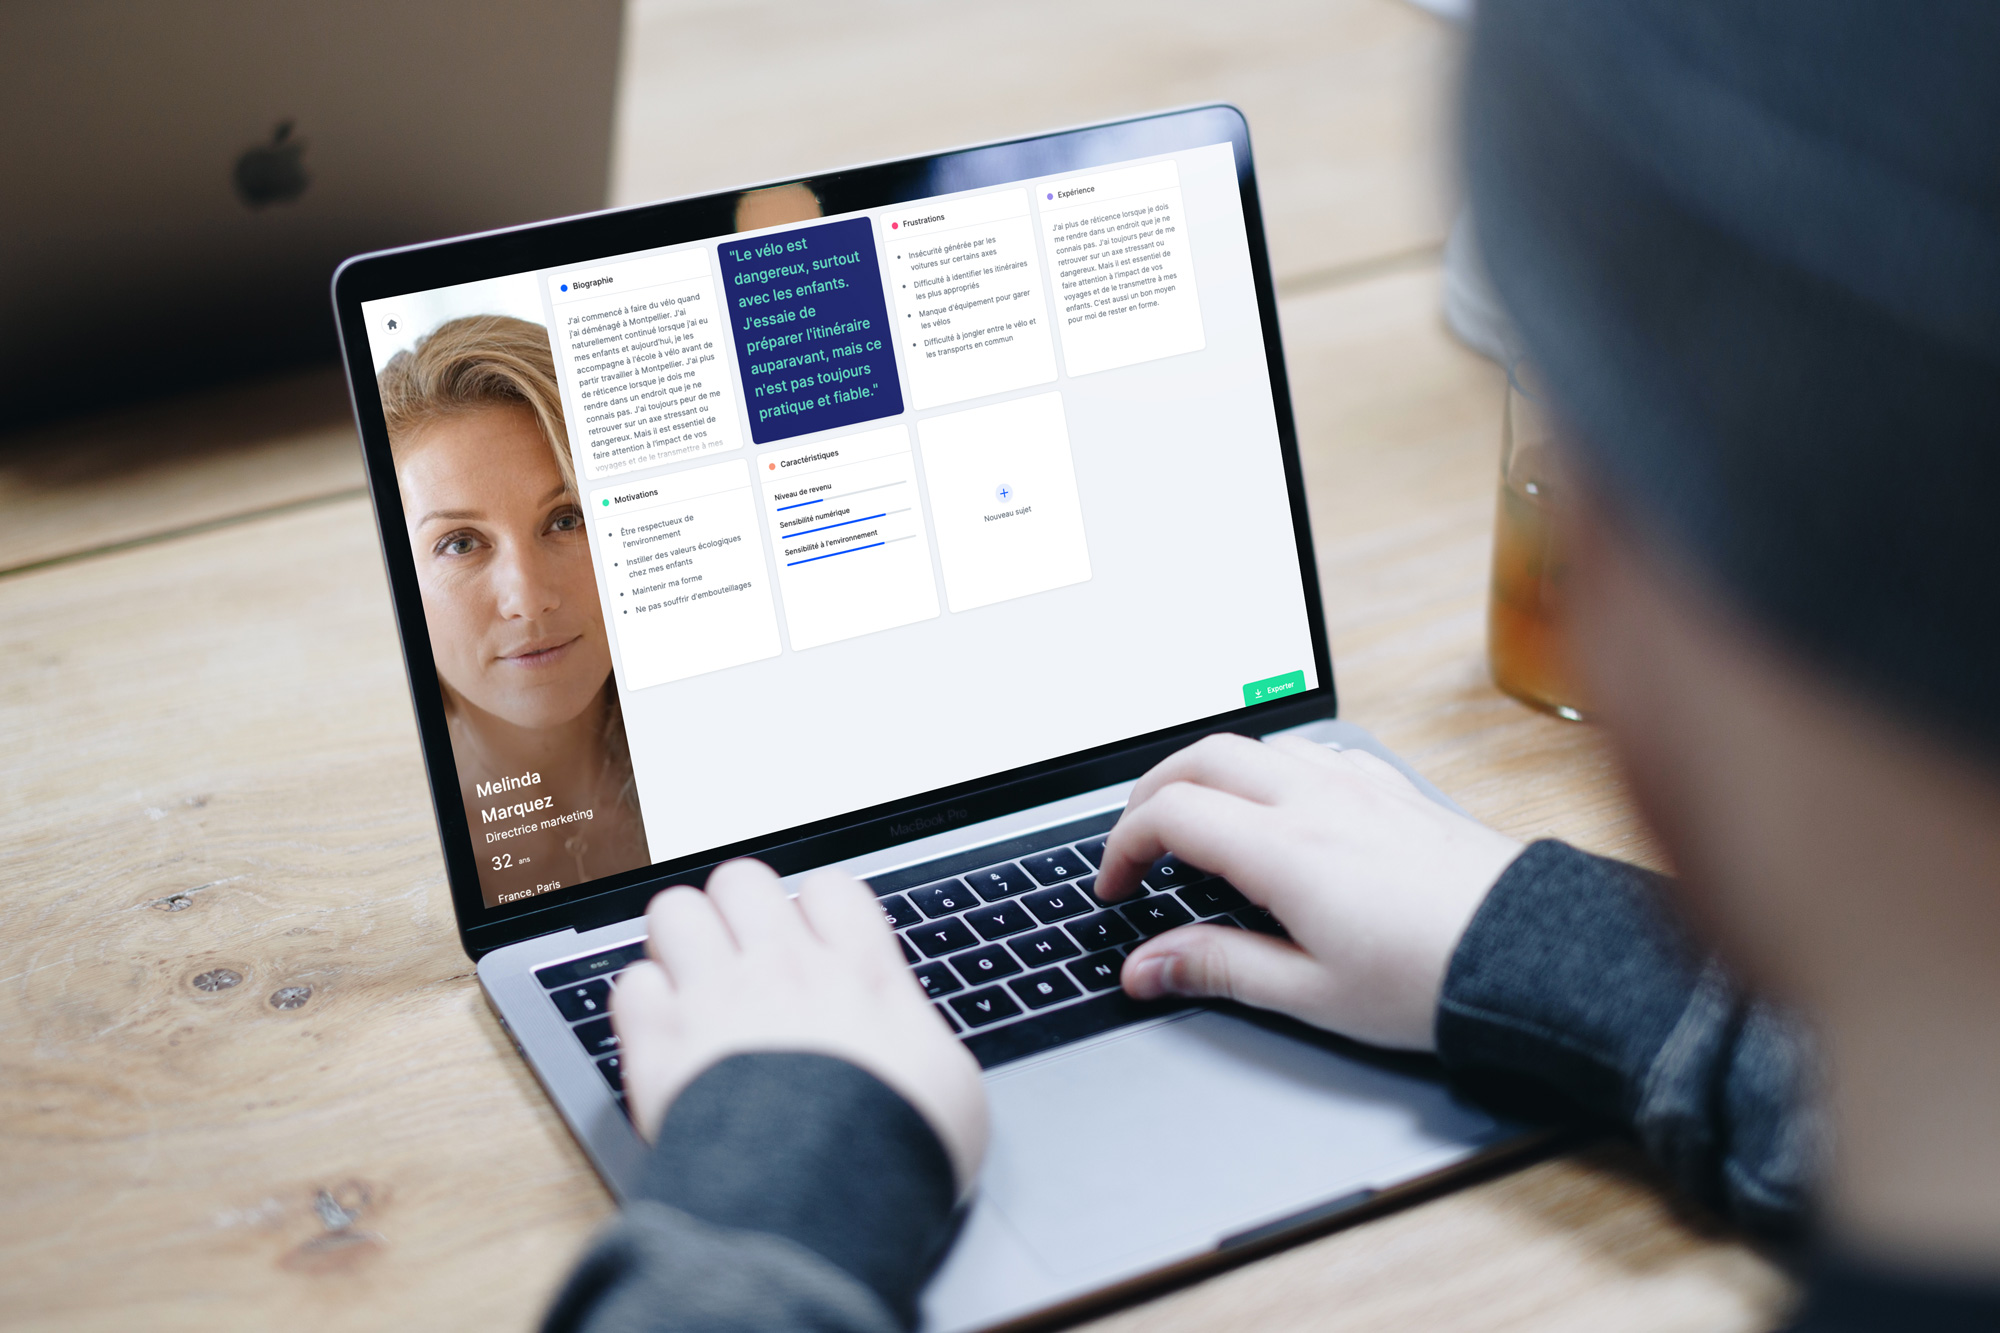 Biographie
J'ai commencé à faire du vélo quand
j'ai déménagé à Montpellier. J'ai
naturellement continué lorsque j'ai eu
mes enfants et aujourd'hui, je les
accompagne à l'école à vélo avant de
partir travailler à Montpellier. J'ai plus
de réticence lorsque je dois me
rendre dans un endroit que je ne
connais pas. J'ai toujours peur de me
retrouver sur un axe stressant ou
dangereux. Mais il est essentiel de
faire attention à l'impact de vos
voyages et de le transmettre à mes
"Le vélo est
dangereux, surtout
avec les enfants.
J'essaie de
préparer l'itinéraire
auparavant, mais ce
n'est pas toujours
pratique et fiable."
Frustrations
Insécurité générée par les
voitures sur certains axes
Difficulté à identifier les itinéraires
les plus appropriés
Manque d'équipement pour garer
les vélos
Difficulté à jongler entre le vélo et
les transports en commun
Expérience
J'ai plus de réticence lorsque je dois
me rendre dans un endroit que je ne
connais pas. J'ai toujours peur de me
retrouver sur un axe stressant ou
dangereux. Mais il est essentiel de
faire attention à l'impact de vos
voyages et de le transmettre à mes
enfants. C'est aussi un bon moyen
pour moi de rester en forme.
Motivations
Être respectueux de
l'environnement
Instiller des valeurs écologiques
chez mes enfants
Maintenir ma forme
Ne pas souffrir d'embouteillages
Caractéristiques
Niveau de revenu
Sensibilité numérique
Sensibilité à l'environnement
Nouveau sujet
Exporter
Melinda
Marquez
Directrice marketing
32 ans
France, Paris
MacBook Pro
esc
5 ^ 6 & 7 * 8
T Y U O
F G H J K L
V B N